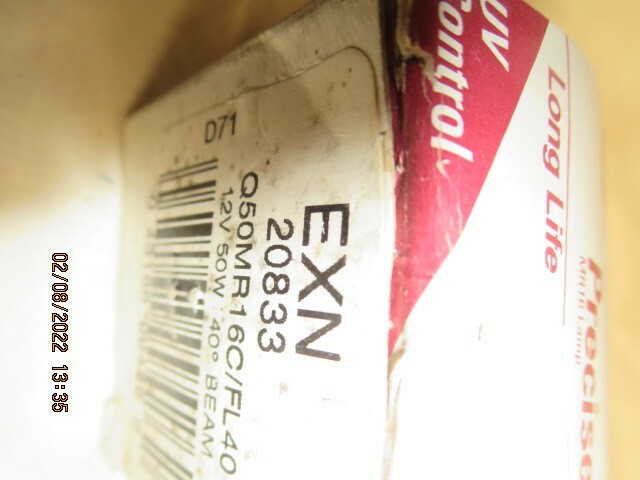 UV
Control
Long Life
Precise
MR16 Lamp
EXN
20833
Q50MR16C/FL40
12V 50W 40° BEAM
D71
02/08/2022 13:35